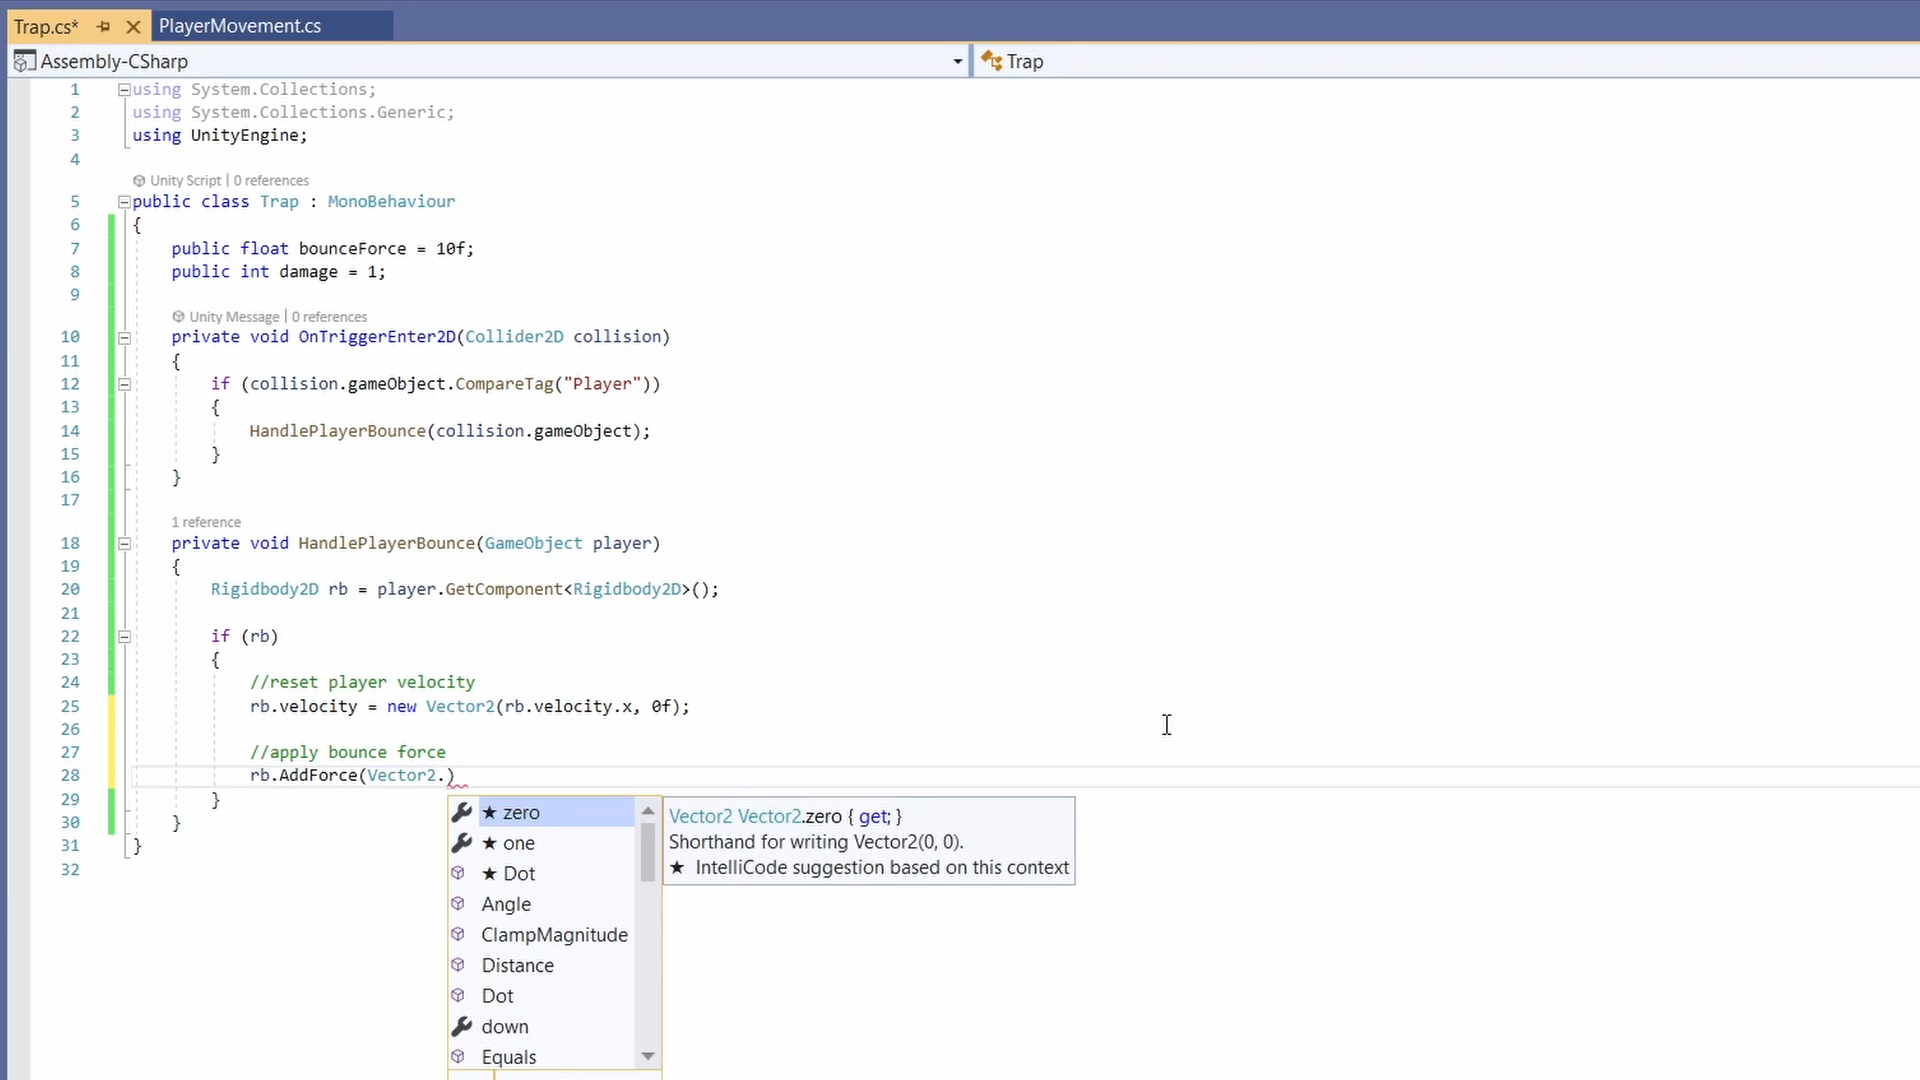 Trap.cs* PlayerMovement.cs
Assembly-CSharp Trap
1 using System.Collections;
2 using System.Collections.Generic;
3 using UnityEngine;
4
Unity Script | 0 references
5 public class Trap : MonoBehaviour
6 {
7 public float bounceForce = 10f;
8 public int damage = 1;
9
Unity Message | 0 references
10 private void OnTriggerEnter2D(Collider2D collision)
11 {
12 if (collision.gameObject.CompareTag("Player"))
13 {
14 HandlePlayerBounce(collision.gameObject);
15 }
16 }
17
1 reference
18 private void HandlePlayerBounce(GameObject player)
19 {
20 Rigidbody2D rb = player.GetComponent<Rigidbody2D>();
21
22 if (rb)
23 {
24 //reset player velocity
25 rb.velocity = new Vector2(rb.velocity.x, 0f);
26
27 //apply bounce force
28 rb.AddForce(Vector2.)
29 }
30 }
31 }
32
★ zero
★ one
★ Dot
Angle
ClampMagnitude
Distance
Dot
down
Equals
Vector2 Vector2.zero { get; }
Shorthand for writing Vector2(0, 0).
★ IntelliCode suggestion based on this context